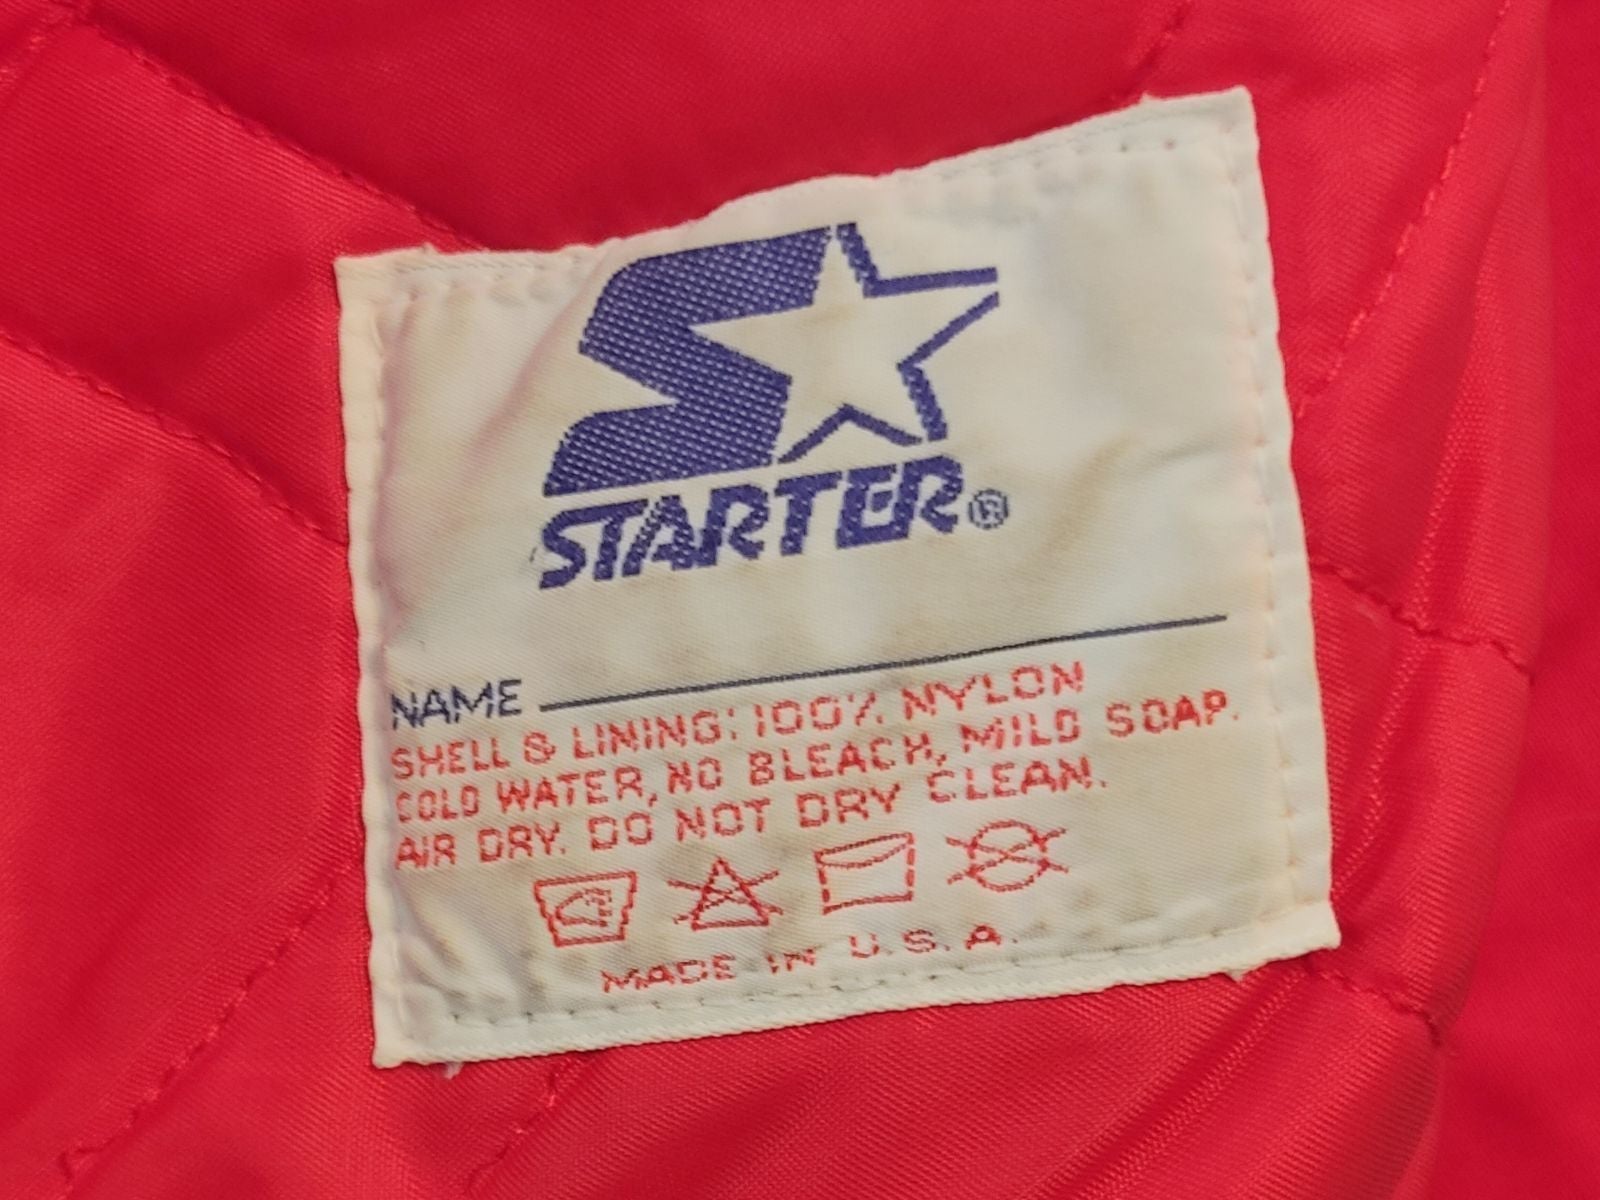 STARTER®
NAME
SHELL & LINING: 100% NYLON
COLD WATER, NO BLEACH, MILD SOAP.
AIR DRY. DO NOT DRY CLEAN.
MADE IN U.S.A.